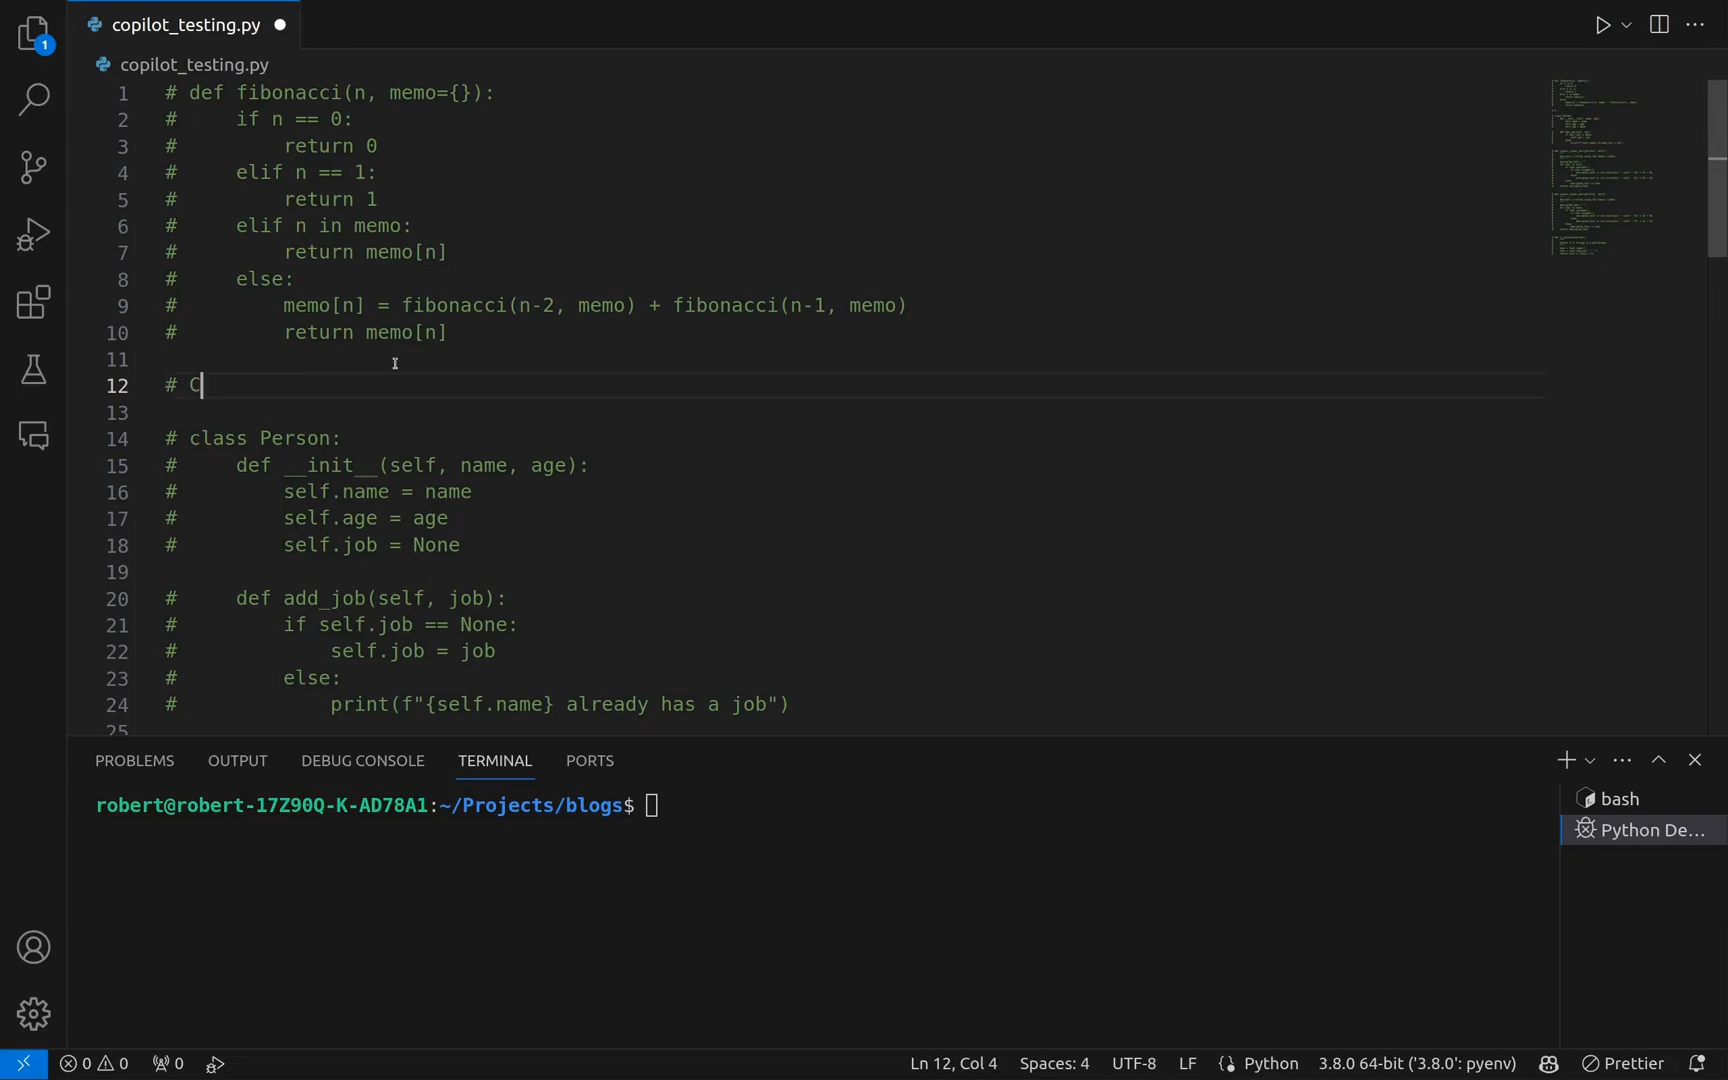 1
copilot_testing.py
copilot_testing.py
1 # def fibonacci(n, memo={}):
2 #     if n == 0:
3 #         return 0
4 #     elif n == 1:
5 #         return 1
6 #     elif n in memo:
7 #         return memo[n]
8 #     else:
9 #         memo[n] = fibonacci(n-2, memo) + fibonacci(n-1, memo)
10 #         return memo[n]
11
12 # C
13
14 # class Person:
15 #     def __init__(self, name, age):
16 #         self.name = name
17 #         self.age = age
18 #         self.job = None
19
20 #     def add_job(self, job):
21 #         if self.job == None:
22 #             self.job = job
23 #         else:
24 #             print(f"{self.name} already has a job")
25
PROBLEMS OUTPUT DEBUG CONSOLE TERMINAL PORTS
robert@robert-17Z90Q-K-AD78A1:~/Projects/blogs$
bash
Python De...
0 0 0 Ln 12, Col 4 Spaces: 4 UTF-8 LF {} Python 3.8.0 64-bit ('3.8.0': pyenv) Prettier